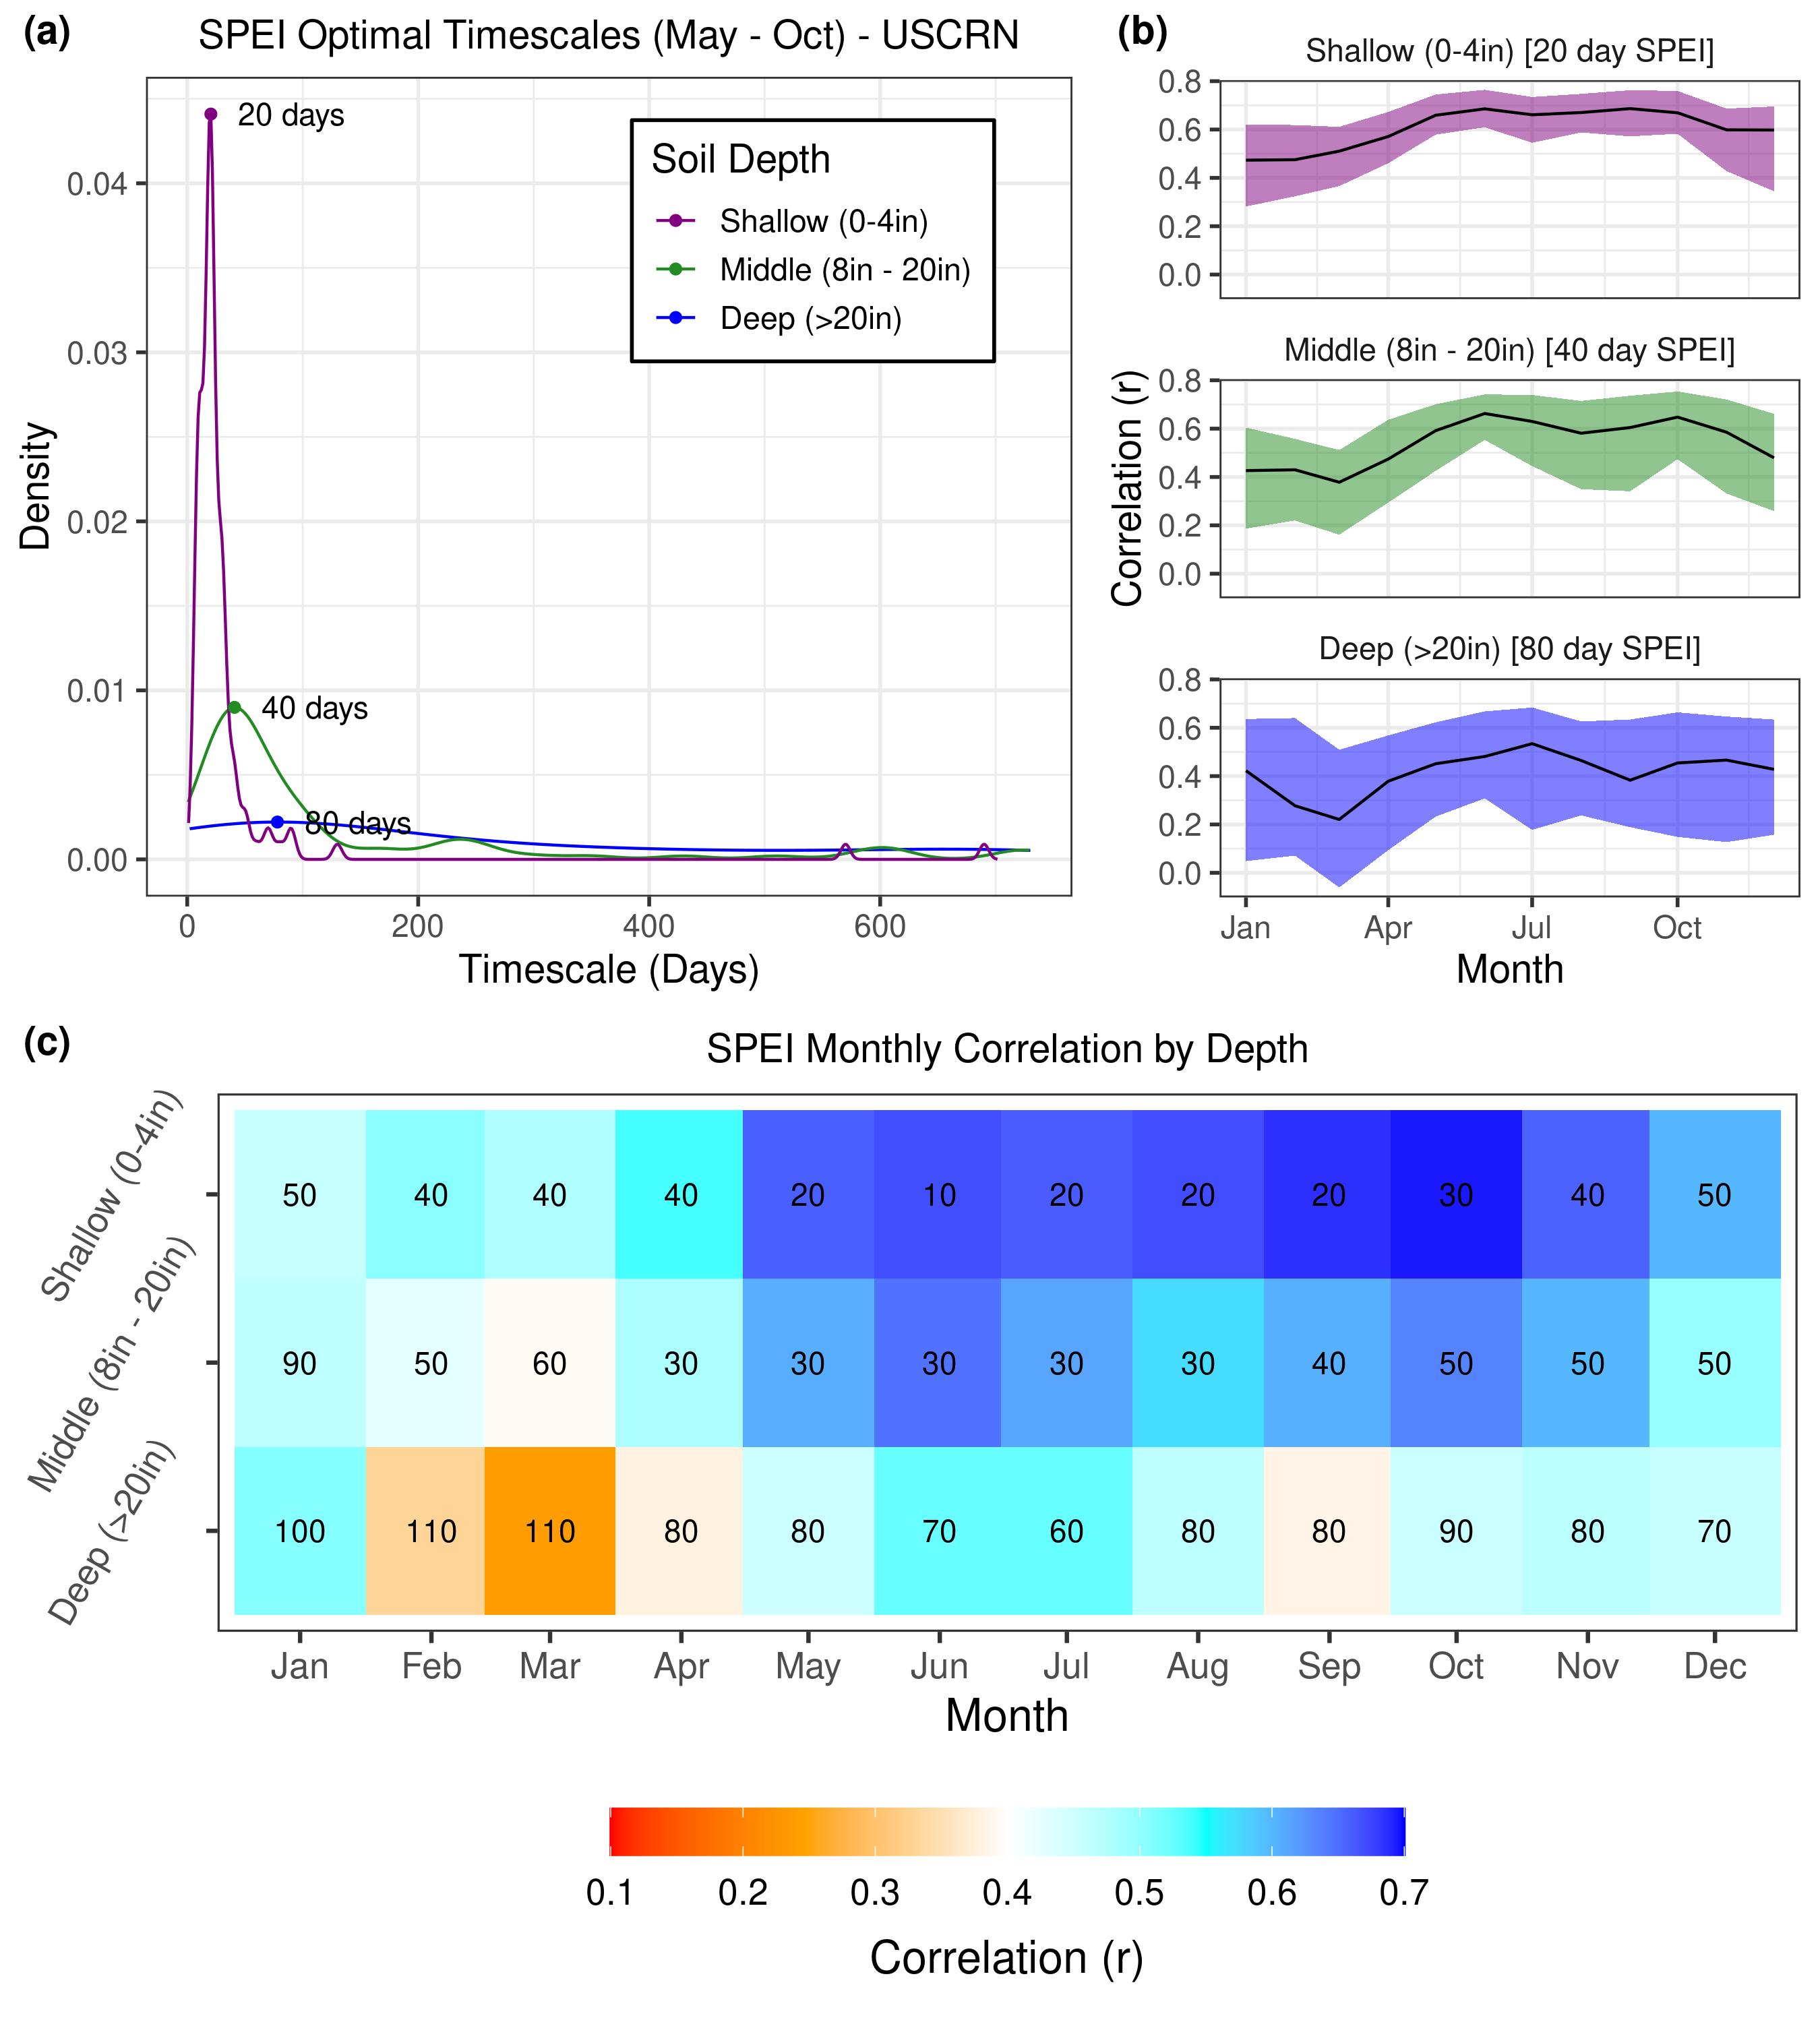 (a)
SPEI Optimal Timescales (May - Oct) - USCRN
20 days
40 days
80 days
Soil Depth
Shallow (0-4in)
Middle (8in - 20in)
Deep (>20in)
0.04
0.03
0.02
0.01
0.00
Density
0 200 400 600
Timescale (Days)
(b)
Shallow (0-4in) [20 day SPEI]
0.8
0.6
0.4
0.2
0.0
Middle (8in - 20in) [40 day SPEI]
0.8
0.6
0.4
0.2
0.0
Correlation (r)
Deep (>20in) [80 day SPEI]
0.8
0.6
0.4
0.2
0.0
Jan Apr Jul Oct
Month
(c)
SPEI Monthly Correlation by Depth
Shallow (0-4in)
50 40 40 40 20 10 20 20 20 30 40 50
Middle (8in - 20in)
90 50 60 30 30 30 30 30 40 50 50 50
Deep (>20in)
100 110 110 80 80 70 60 80 80 90 80 70
Jan Feb Mar Apr May Jun Jul Aug Sep Oct Nov Dec
Month
0.1 0.2 0.3 0.4 0.5 0.6 0.7
Correlation (r)